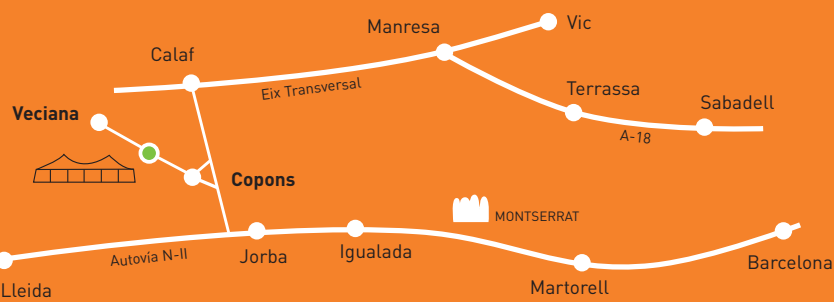 Vic
Manresa
Calaf
Eix Transversal
Terrassa
Sabadell
A-18
Veciana
Copons
MONTSERRAT
Autovía N-II
Jorba
Igualada
Barcelona
Martorell
Lleida